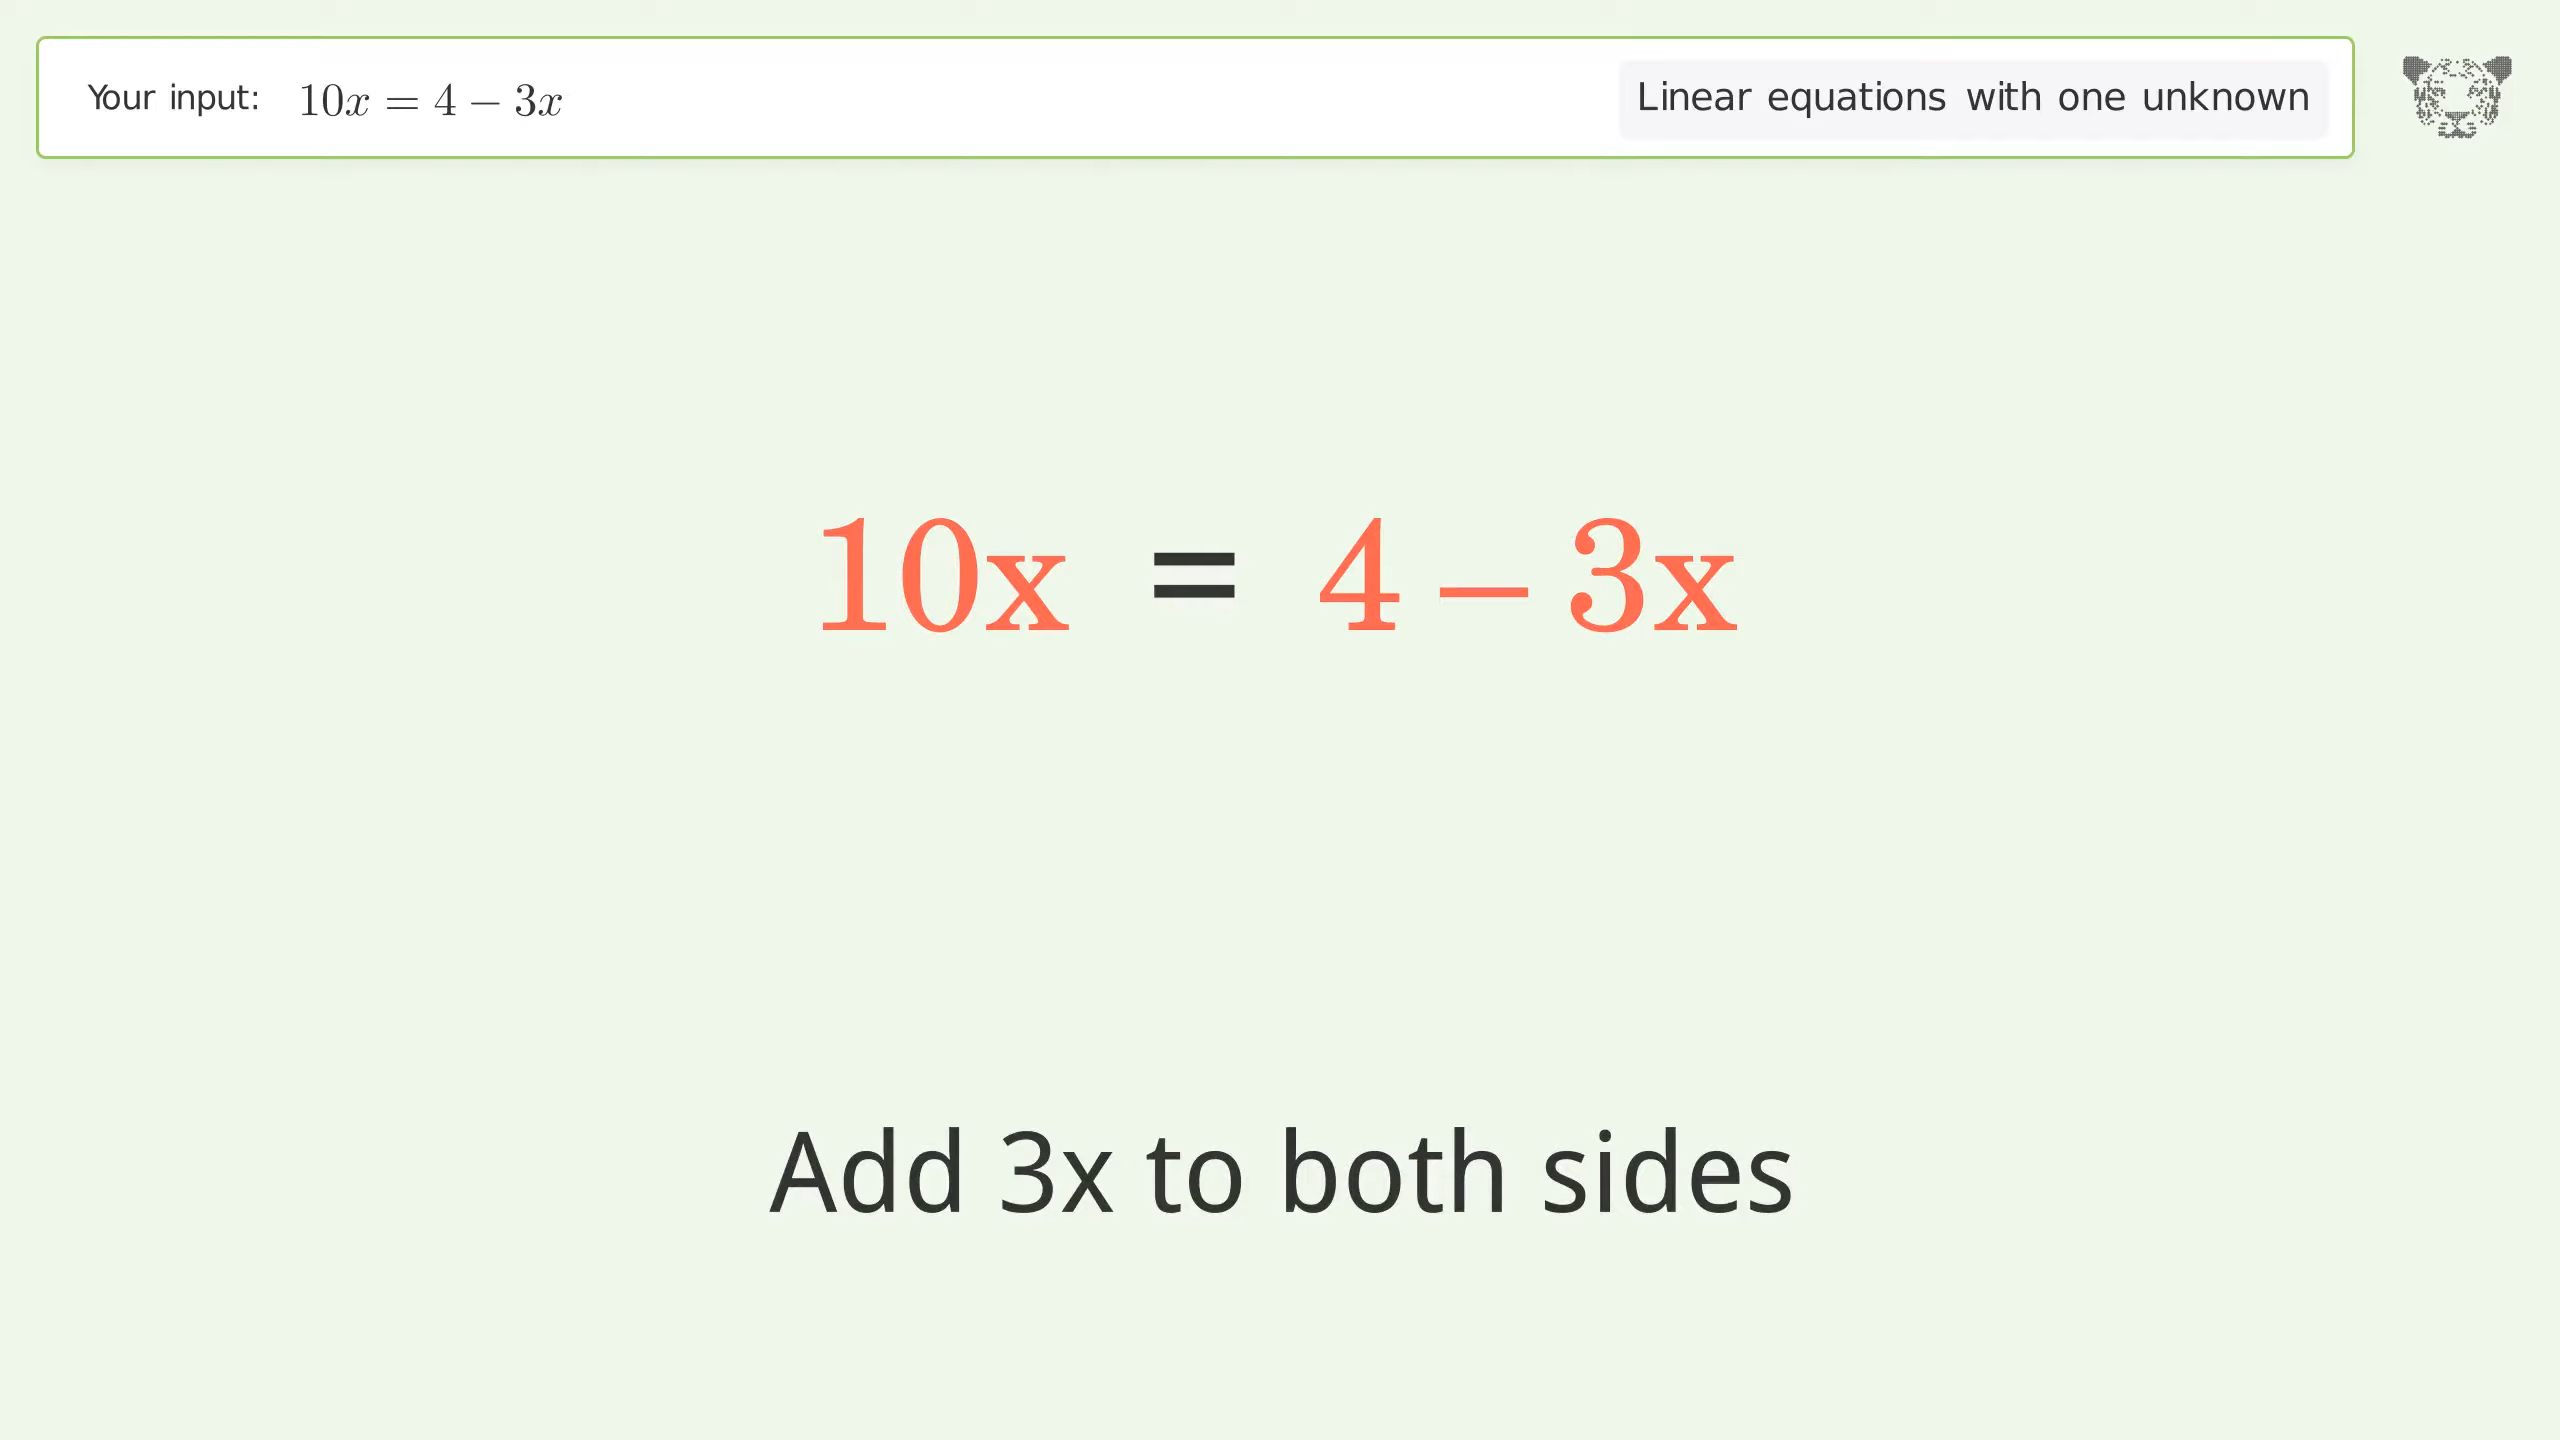 Your input: 10x = 4 − 3x
Linear equations with one unknown
10x = 4 − 3x
Add 3x to both sides